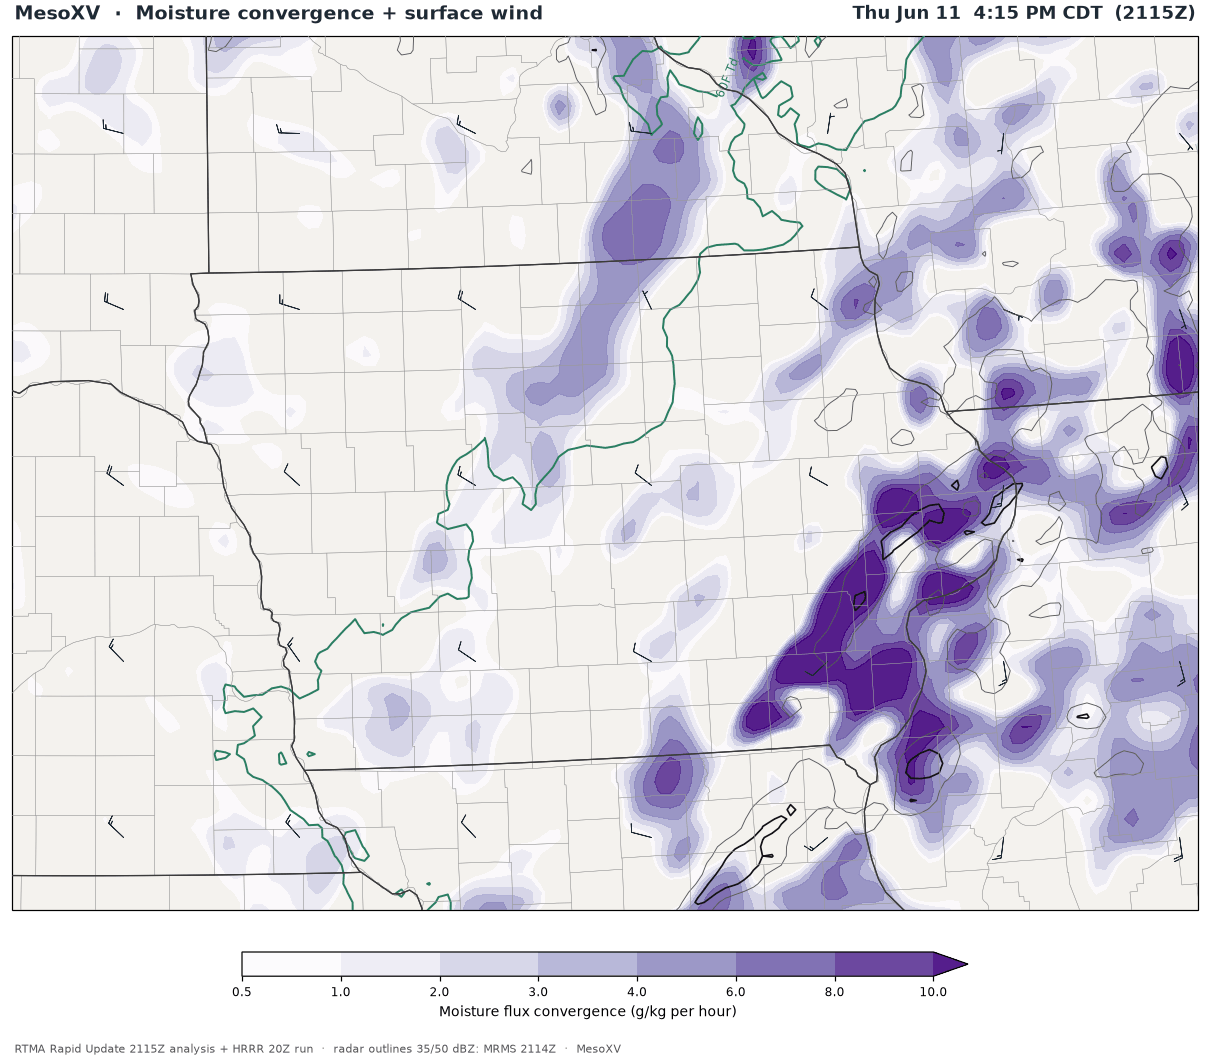 MesoXV · Moisture convergence + surface wind
Thu Jun 11 4:15 PM CDT (2115Z)
60F Td
0.5 1.0 2.0 3.0 4.0 6.0 8.0 10.0
Moisture flux convergence (g/kg per hour)
RTMA Rapid Update 2115Z analysis + HRRR 20Z run · radar outlines 35/50 dBZ: MRMS 2114Z · MesoXV